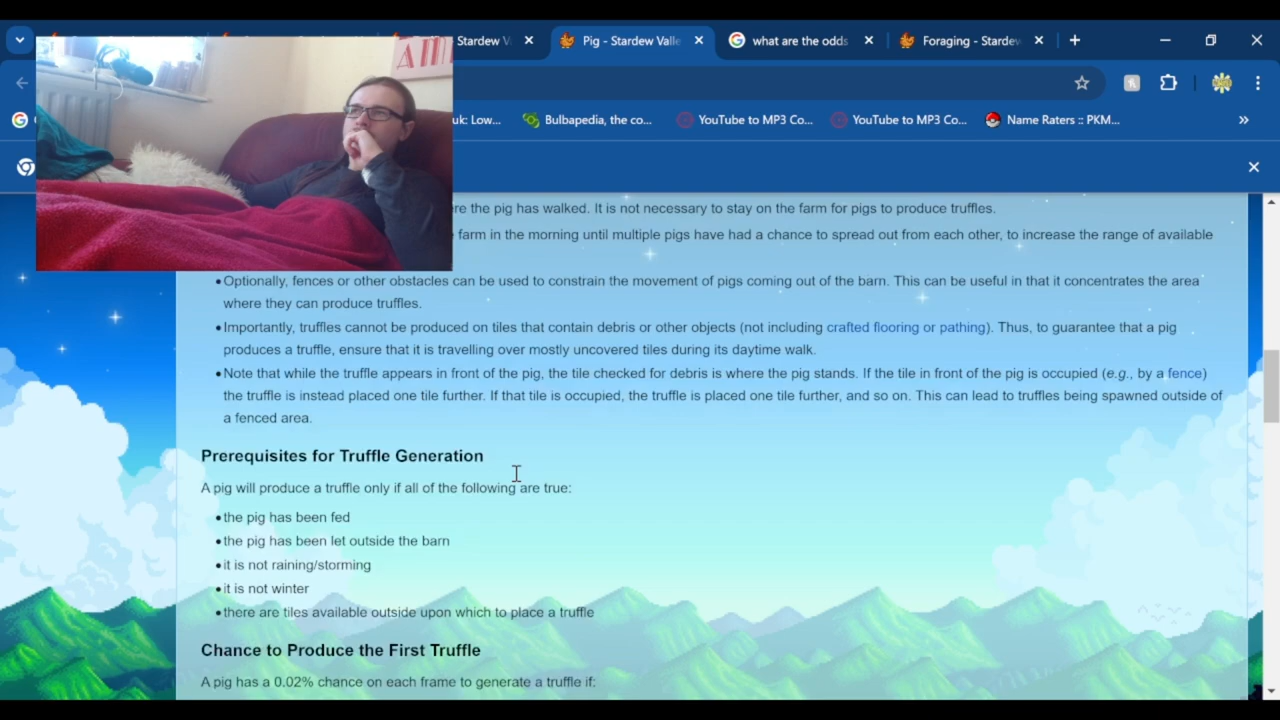 Stardew V
Pig - Stardew Valle
what are the odds
Foraging - Stardew
AMI
uk: Low...
Bulbapedia, the co...
YouTube to MP3 Co...
YouTube to MP3 Co...
Name Raters :: PKM...
ere the pig has walked. It is not necessary to stay on the farm for pigs to produce truffles.
farm in the morning until multiple pigs have had a chance to spread out from each other, to increase the range of available
Optionally, fences or other obstacles can be used to constrain the movement of pigs coming out of the barn. This can be useful in that it concentrates the area
where they can produce truffles.
Importantly, truffles cannot be produced on tiles that contain debris or other objects (not including crafted flooring or pathing). Thus, to guarantee that a pig
produces a truffle, ensure that it is travelling over mostly uncovered tiles during its daytime walk.
Note that while the truffle appears in front of the pig, the tile checked for debris is where the pig stands. If the tile in front of the pig is occupied (e.g., by a fence)
the truffle is instead placed one tile further. If that tile is occupied, the truffle is placed one tile further, and so on. This can lead to truffles being spawned outside of
a fenced area.
Prerequisites for Truffle Generation
A pig will produce a truffle only if all of the following are true:
the pig has been fed
the pig has been let outside the barn
it is not raining/storming
it is not winter
there are tiles available outside upon which to place a truffle
Chance to Produce the First Truffle
A pig has a 0.02% chance on each frame to generate a truffle if: